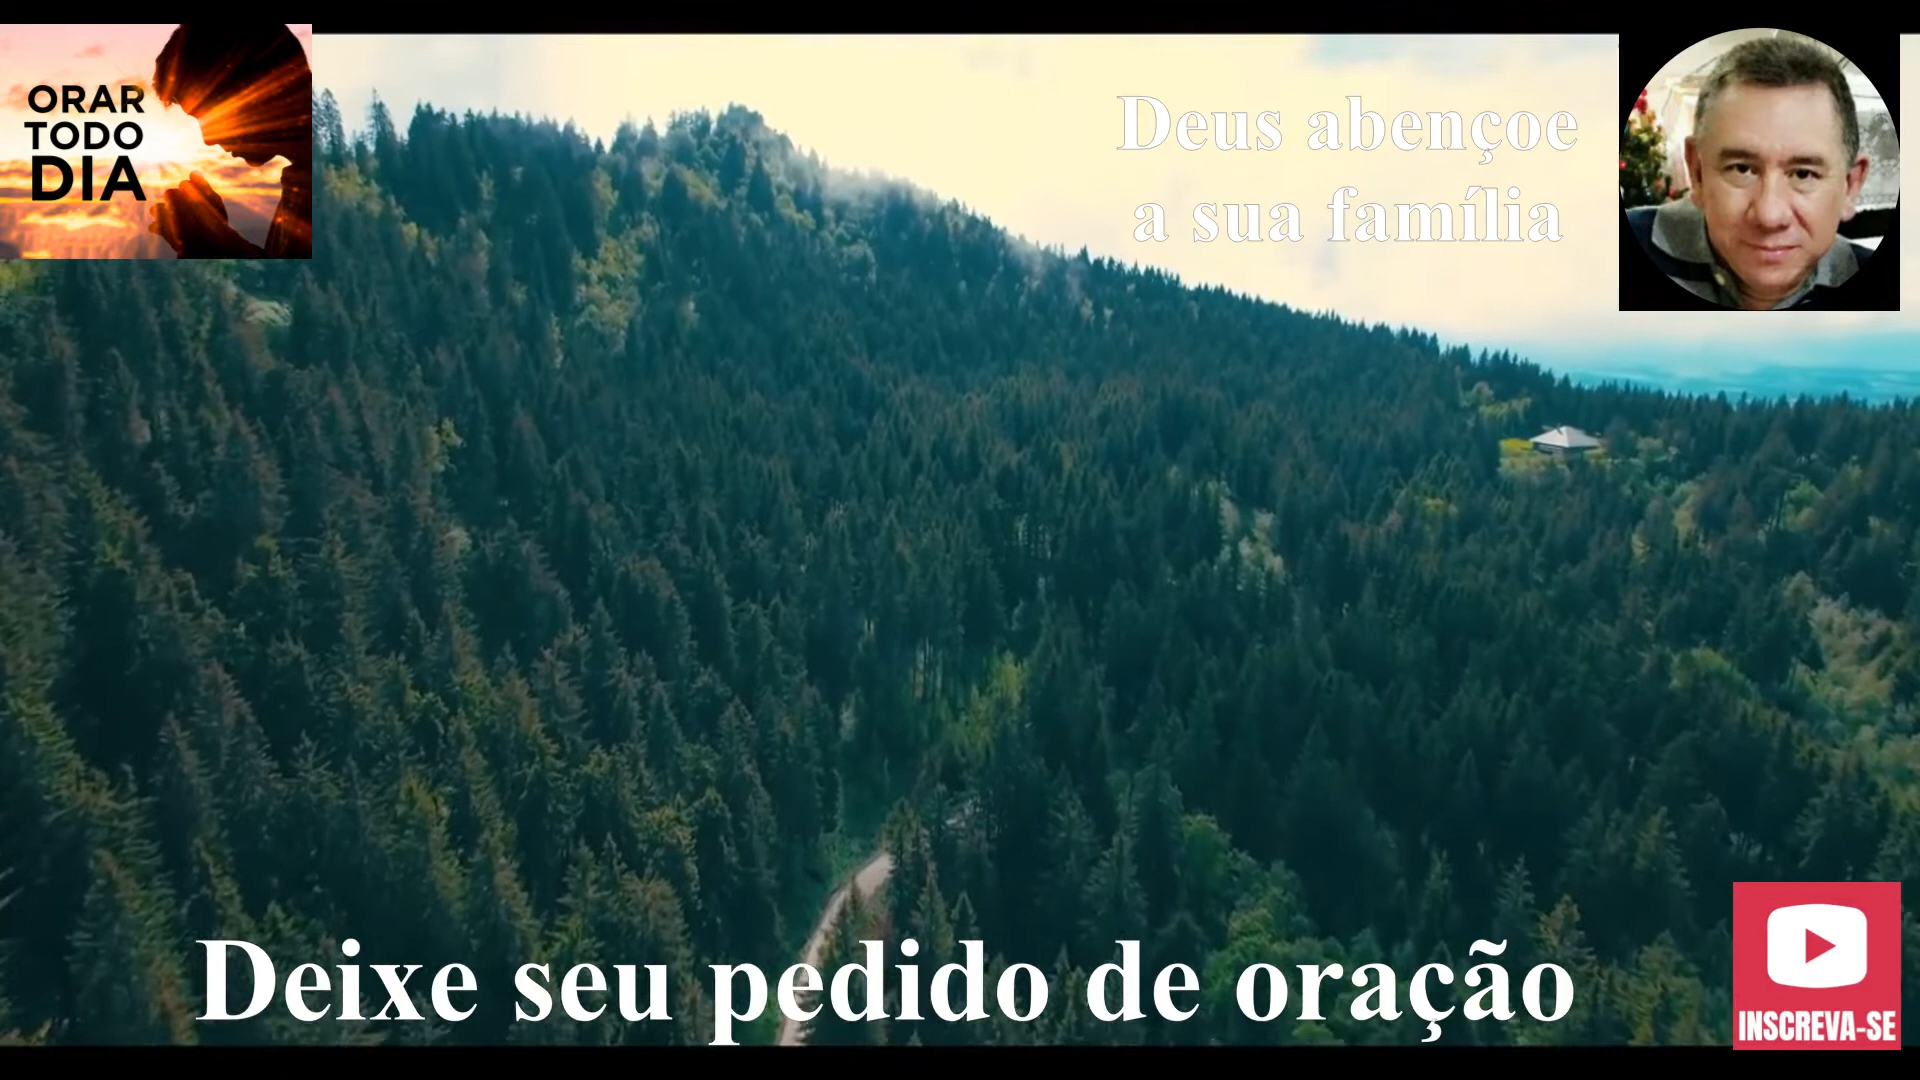 ORAR
TODO
DIA
Deus abençoe
a sua família
Deixe seu pedido de oração
INSCREVA-SE